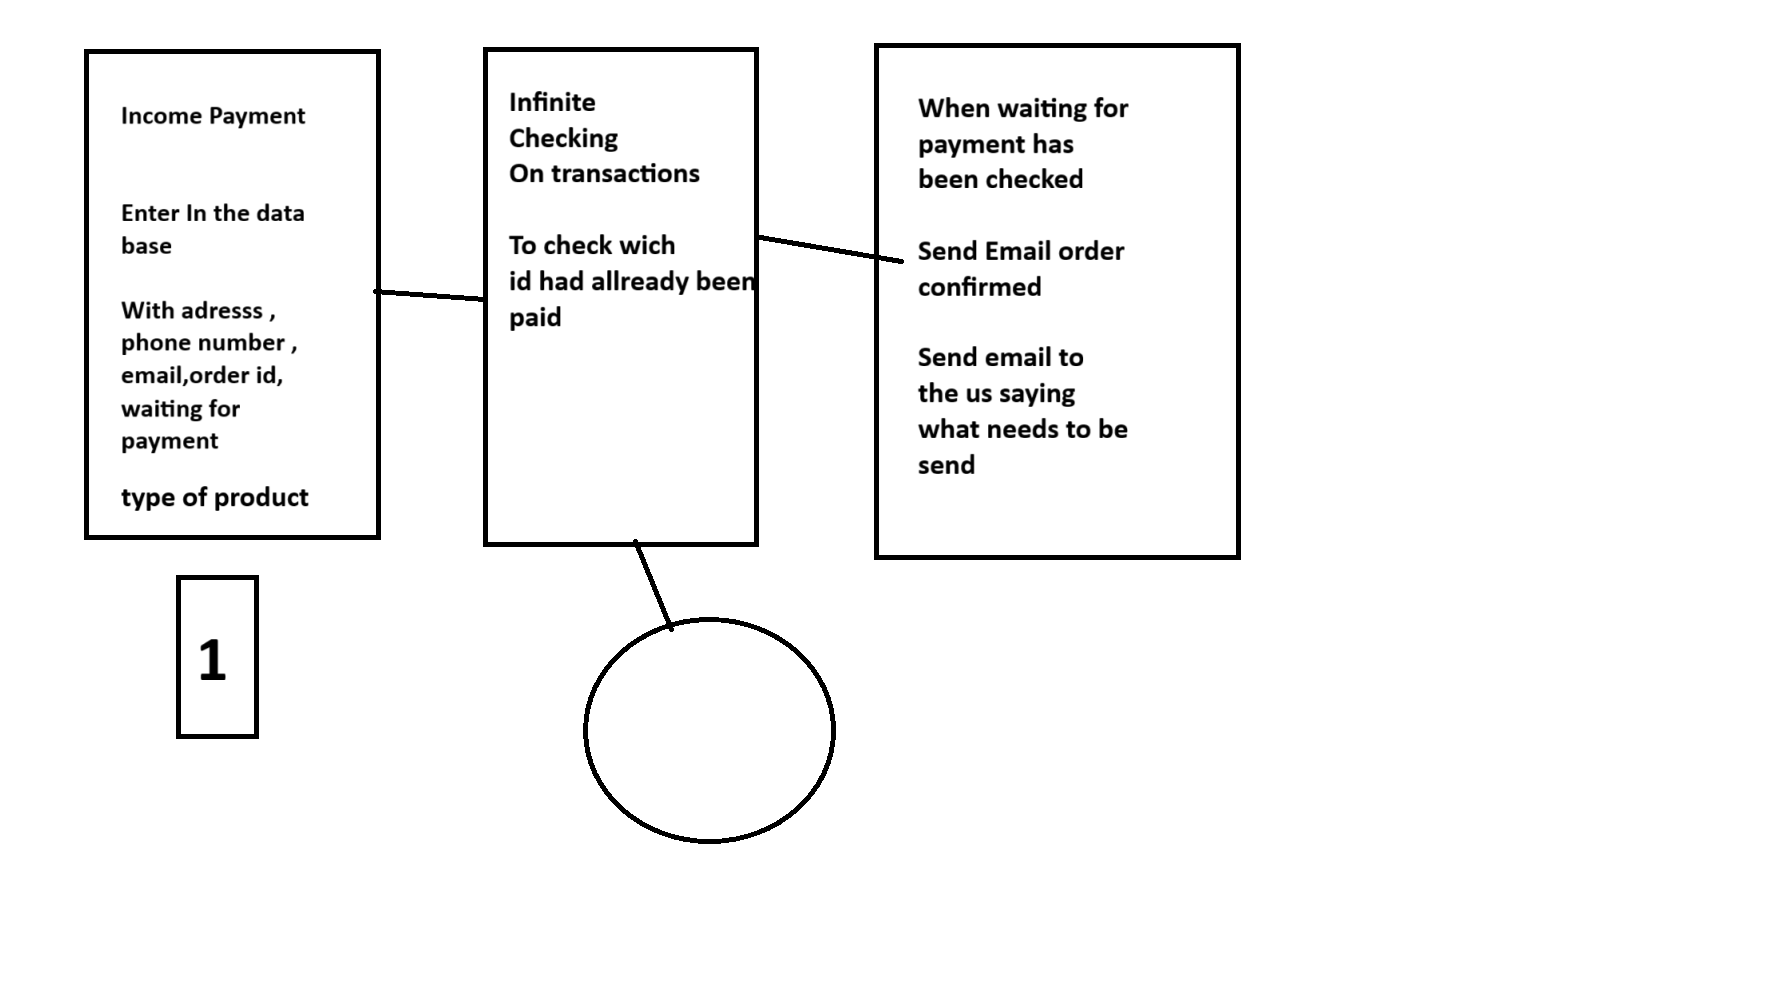 Income Payment
Enter In the data
base
With adresss ,
phone number ,
email,order id,
waiting for
payment
type of product
1
Infinite
Checking
On transactions
To check wich
id had allready been
paid
When waiting for
payment has
been checked
Send Email order
confirmed
Send email to
the us saying
what needs to be
send